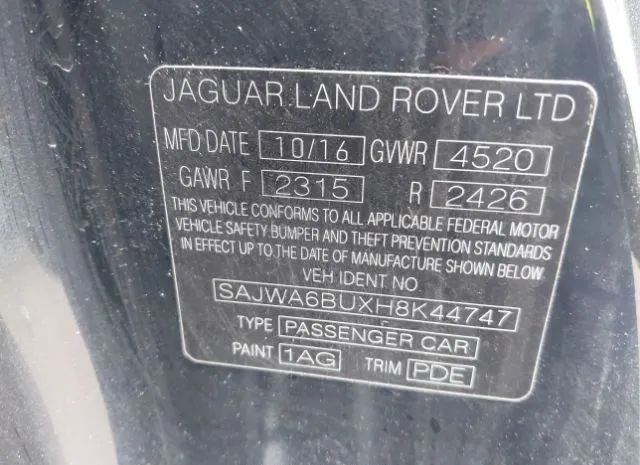 JAGUAR LAND ROVER LTD
MFD DATE 10/16 GVWR 4520
GAWR F 2315 R 2426
THIS VEHICLE CONFORMS TO ALL APPLICABLE FEDERAL MOTOR
VEHICLE SAFETY BUMPER AND THEFT PREVENTION STANDARDS
IN EFFECT UP TO THE DATE OF MANUFACTURE SHOWN BELOW.
VEH IDENT NO
SAJWA6BUXH8K44747
TYPE PASSENGER CAR
PAINT 1AG TRIM PDE